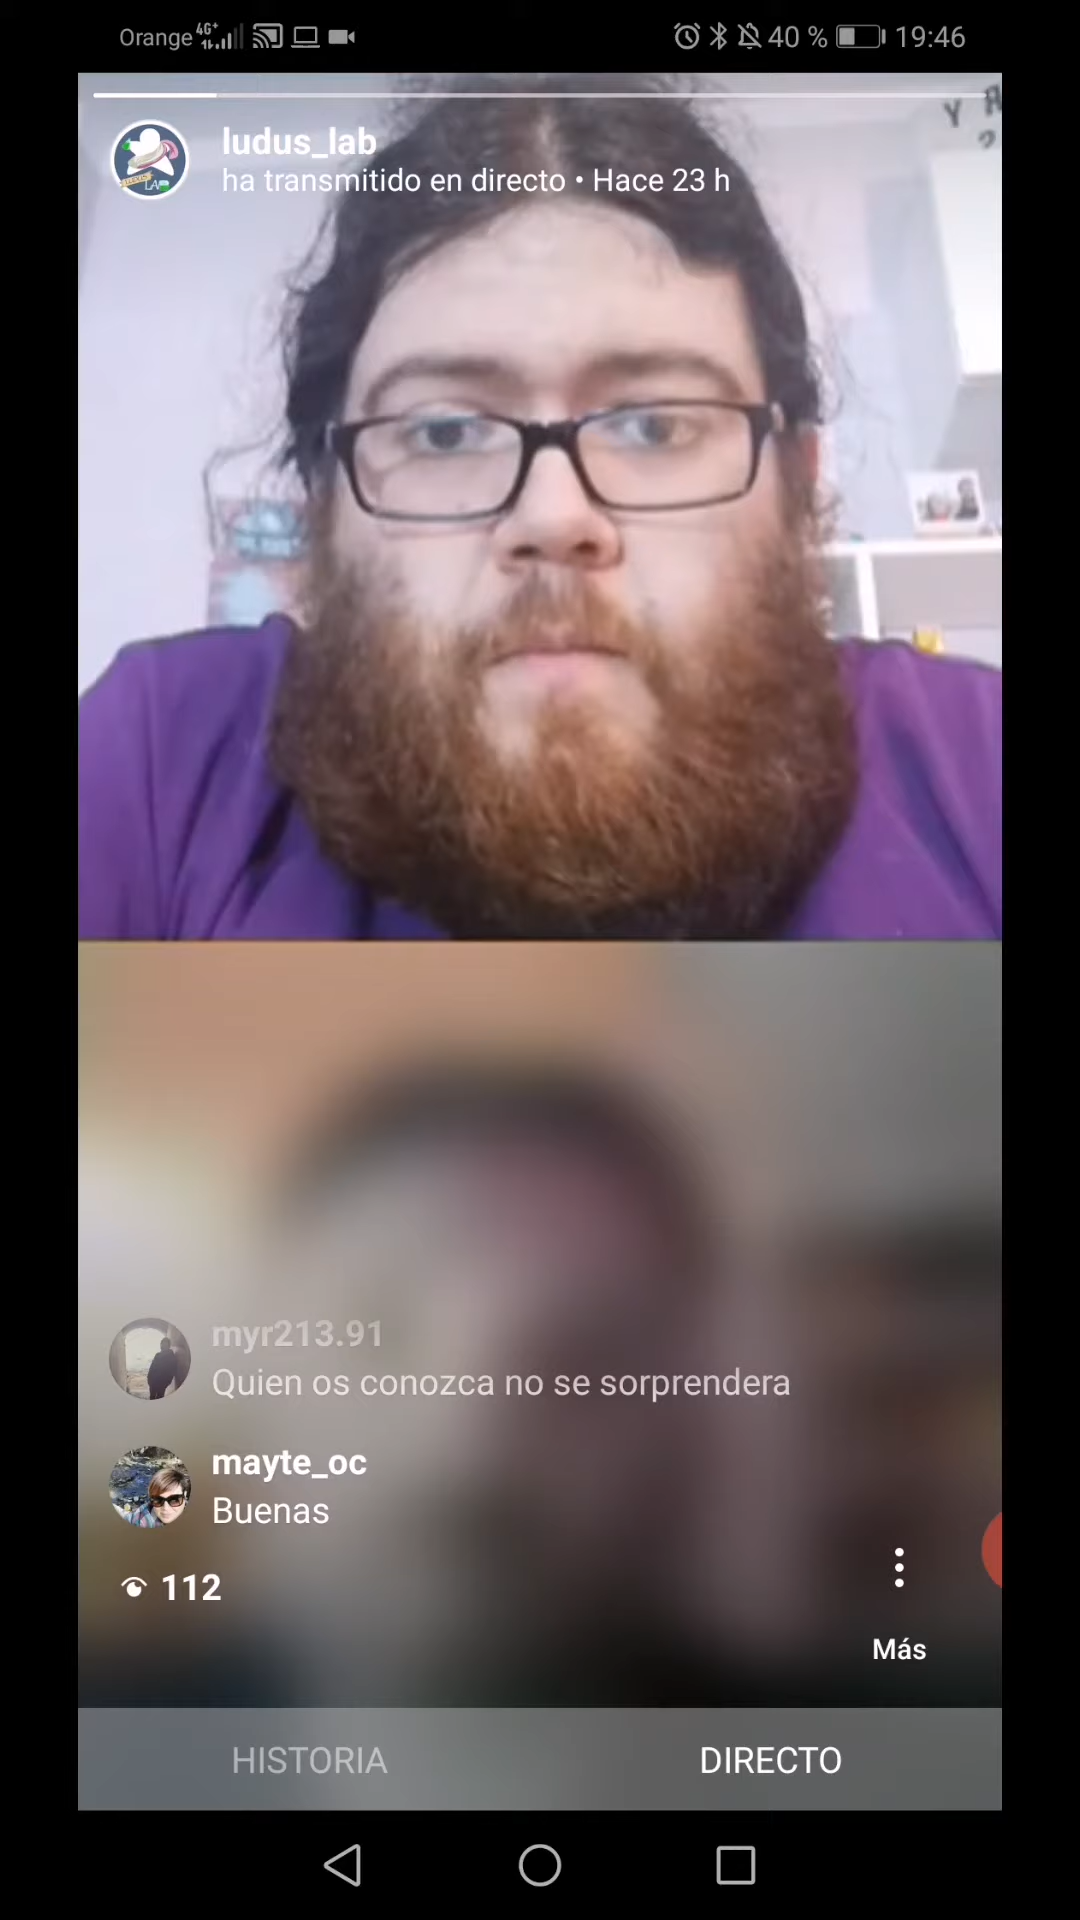 Orange 4G+ 40 % 19:46
ludus_lab
ha transmitido en directo • Hace 23 h
myr213.91
Quien os conozca no se sorprendera
mayte_oc
Buenas
112
Más
HISTORIA DIRECTO